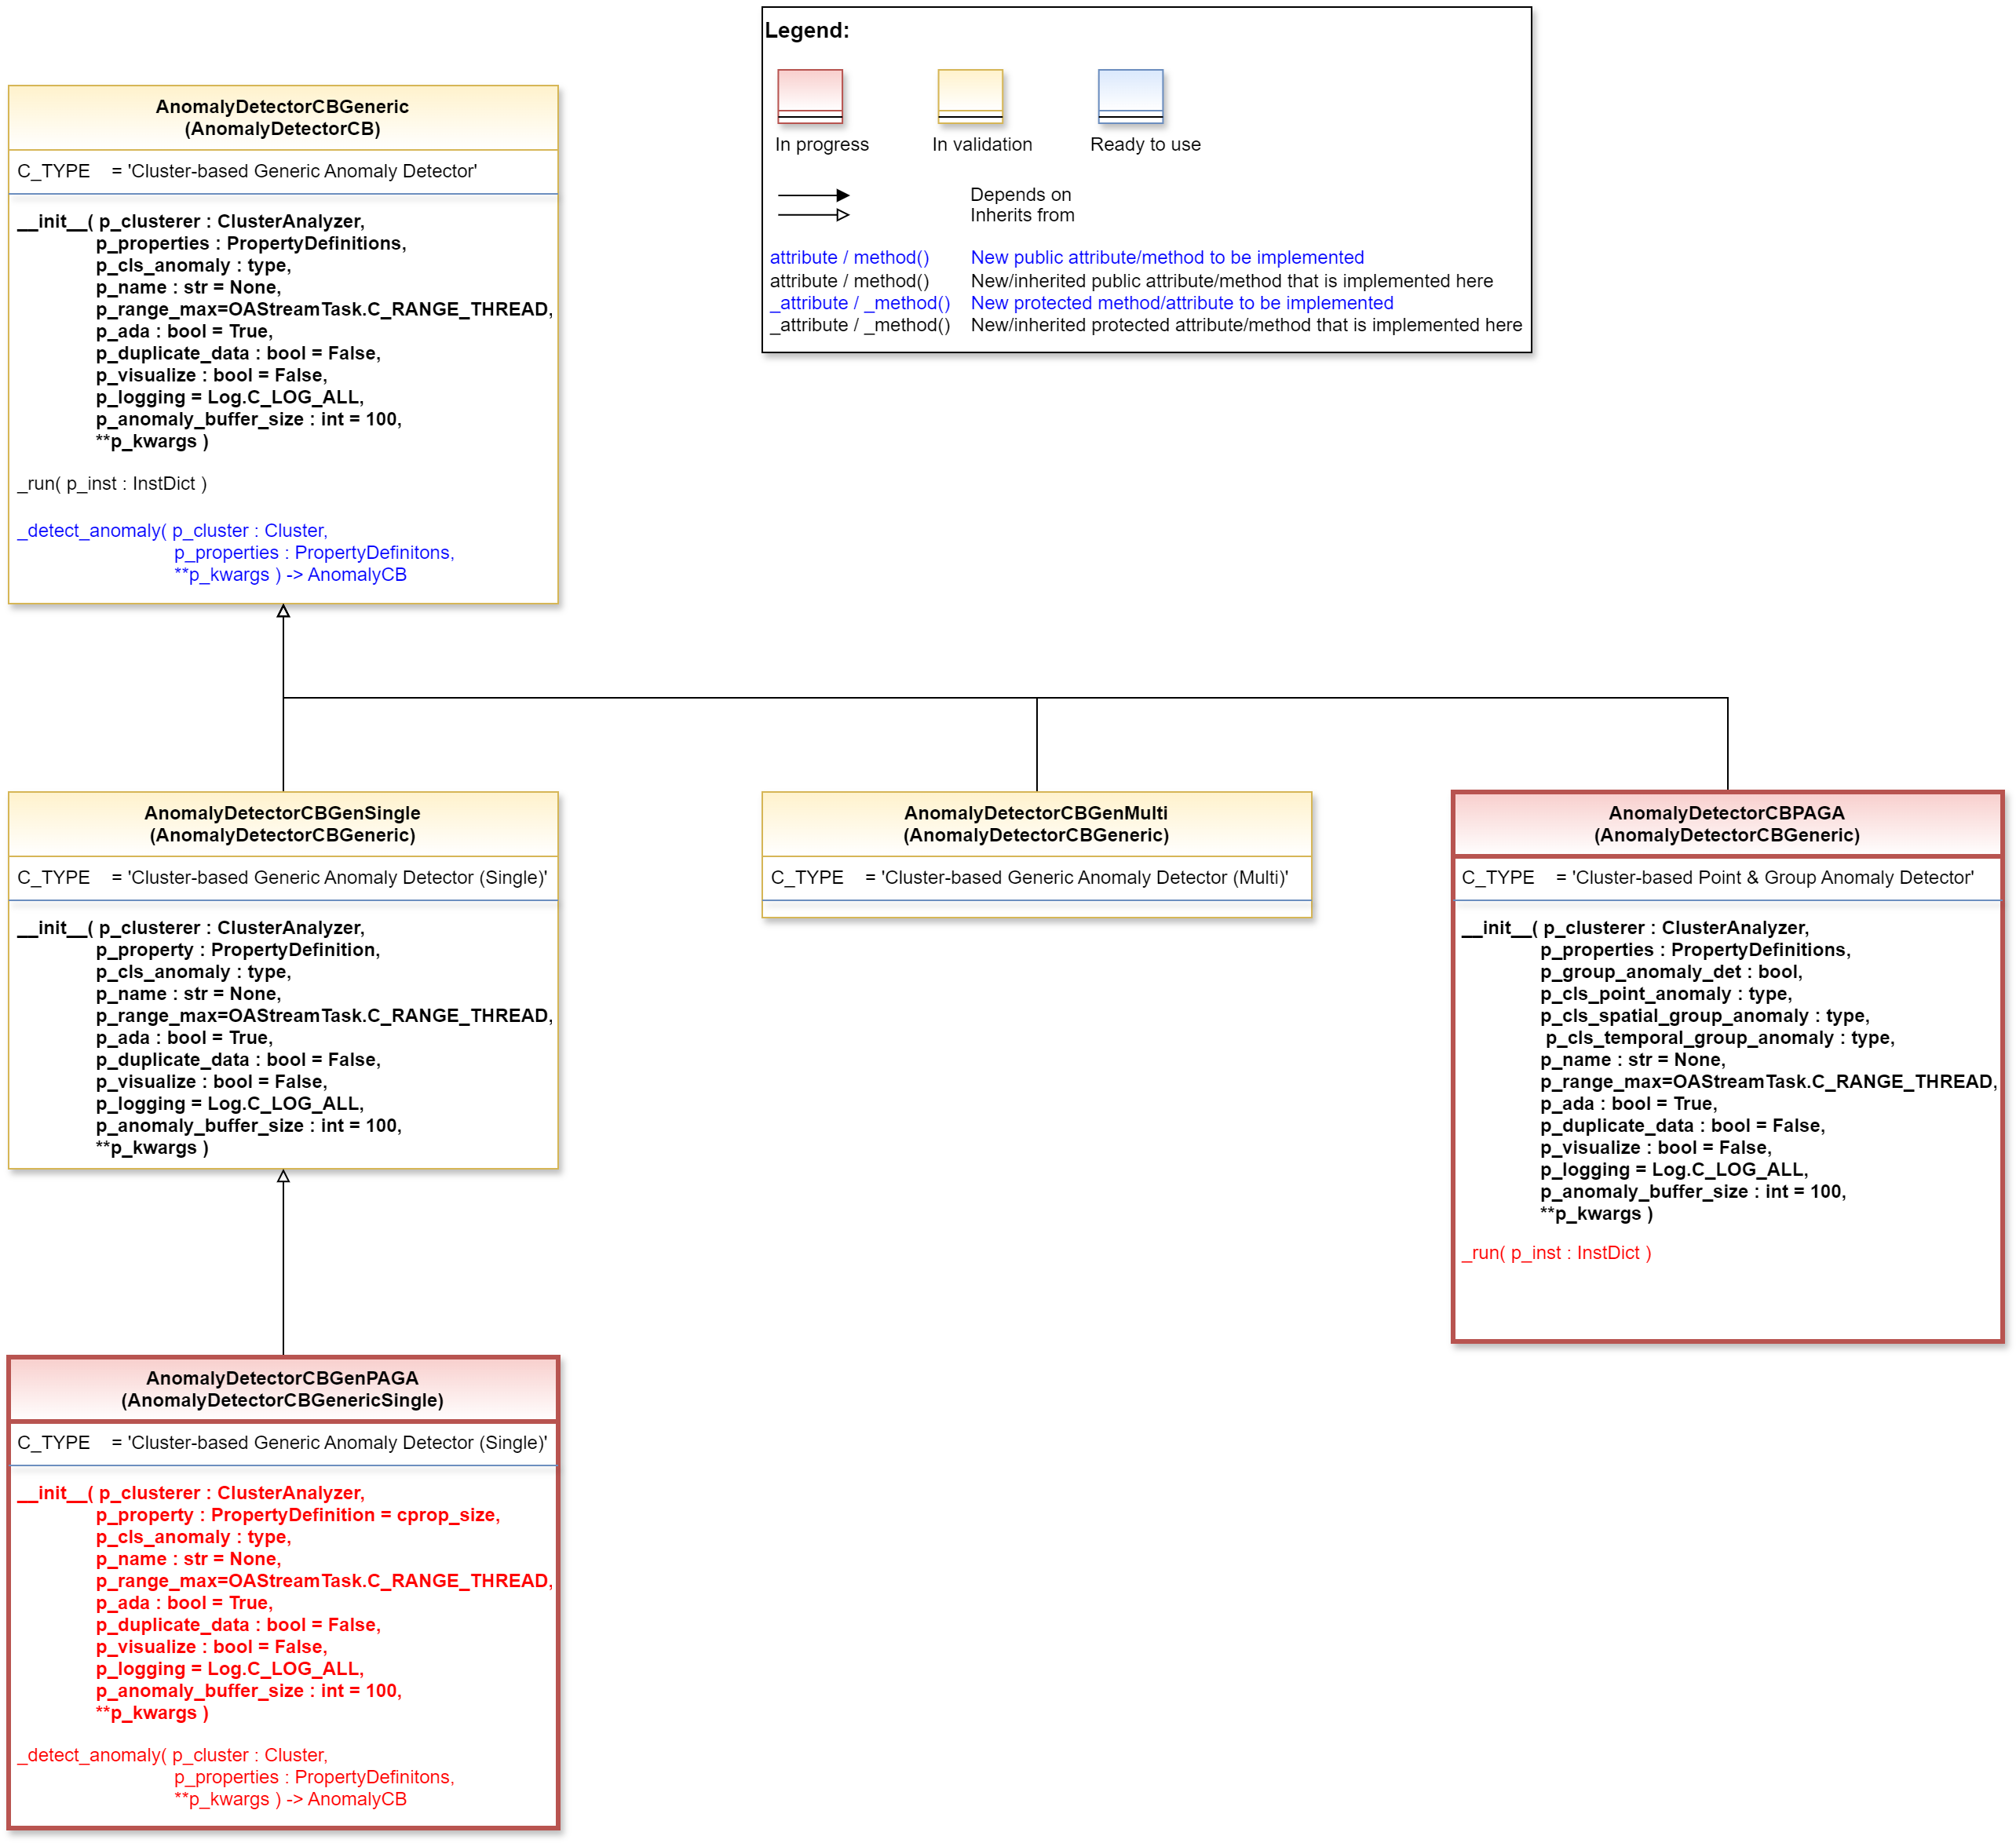 Legend:
In progress
In validation
Ready to use
Depends on
Inherits from
attribute / method() New public attribute/method to be implemented
attribute / method() New/inherited public attribute/method that is implemented here
_attribute / _method() New protected method/attribute to be implemented
_attribute / _method() New/inherited protected attribute/method that is implemented here
AnomalyDetectorCBGeneric
(AnomalyDetectorCB)
C_TYPE = 'Cluster-based Generic Anomaly Detector'
__init__( p_clusterer : ClusterAnalyzer,
p_properties : PropertyDefinitions,
p_cls_anomaly : type,
p_name : str = None,
p_range_max=OAStreamTask.C_RANGE_THREAD,
p_ada : bool = True,
p_duplicate_data : bool = False,
p_visualize : bool = False,
p_logging = Log.C_LOG_ALL,
p_anomaly_buffer_size : int = 100,
**p_kwargs )
_run( p_inst : InstDict )
_detect_anomaly( p_cluster : Cluster,
p_properties : PropertyDefinitons,
**p_kwargs ) -> AnomalyCB
AnomalyDetectorCBGenSingle
(AnomalyDetectorCBGeneric)
C_TYPE = 'Cluster-based Generic Anomaly Detector (Single)'
__init__( p_clusterer : ClusterAnalyzer,
p_property : PropertyDefinition,
p_cls_anomaly : type,
p_name : str = None,
p_range_max=OAStreamTask.C_RANGE_THREAD,
p_ada : bool = True,
p_duplicate_data : bool = False,
p_visualize : bool = False,
p_logging = Log.C_LOG_ALL,
p_anomaly_buffer_size : int = 100,
**p_kwargs )
AnomalyDetectorCBGenMulti
(AnomalyDetectorCBGeneric)
C_TYPE = 'Cluster-based Generic Anomaly Detector (Multi)'
AnomalyDetectorCBPAGA
(AnomalyDetectorCBGeneric)
C_TYPE = 'Cluster-based Point & Group Anomaly Detector'
__init__( p_clusterer : ClusterAnalyzer,
p_properties : PropertyDefinitions,
p_group_anomaly_det : bool,
p_cls_point_anomaly : type,
p_cls_spatial_group_anomaly : type,
p_cls_temporal_group_anomaly : type,
p_name : str = None,
p_range_max=OAStreamTask.C_RANGE_THREAD,
p_ada : bool = True,
p_duplicate_data : bool = False,
p_visualize : bool = False,
p_logging = Log.C_LOG_ALL,
p_anomaly_buffer_size : int = 100,
**p_kwargs )
_run( p_inst : InstDict )
AnomalyDetectorCBGenPAGA
(AnomalyDetectorCBGenericSingle)
C_TYPE = 'Cluster-based Generic Anomaly Detector (Single)'
__init__( p_clusterer : ClusterAnalyzer,
p_property : PropertyDefinition = cprop_size,
p_cls_anomaly : type,
p_name : str = None,
p_range_max=OAStreamTask.C_RANGE_THREAD,
p_ada : bool = True,
p_duplicate_data : bool = False,
p_visualize : bool = False,
p_logging = Log.C_LOG_ALL,
p_anomaly_buffer_size : int = 100,
**p_kwargs )
_detect_anomaly( p_cluster : Cluster,
p_properties : PropertyDefinitons,
**p_kwargs ) -> AnomalyCB